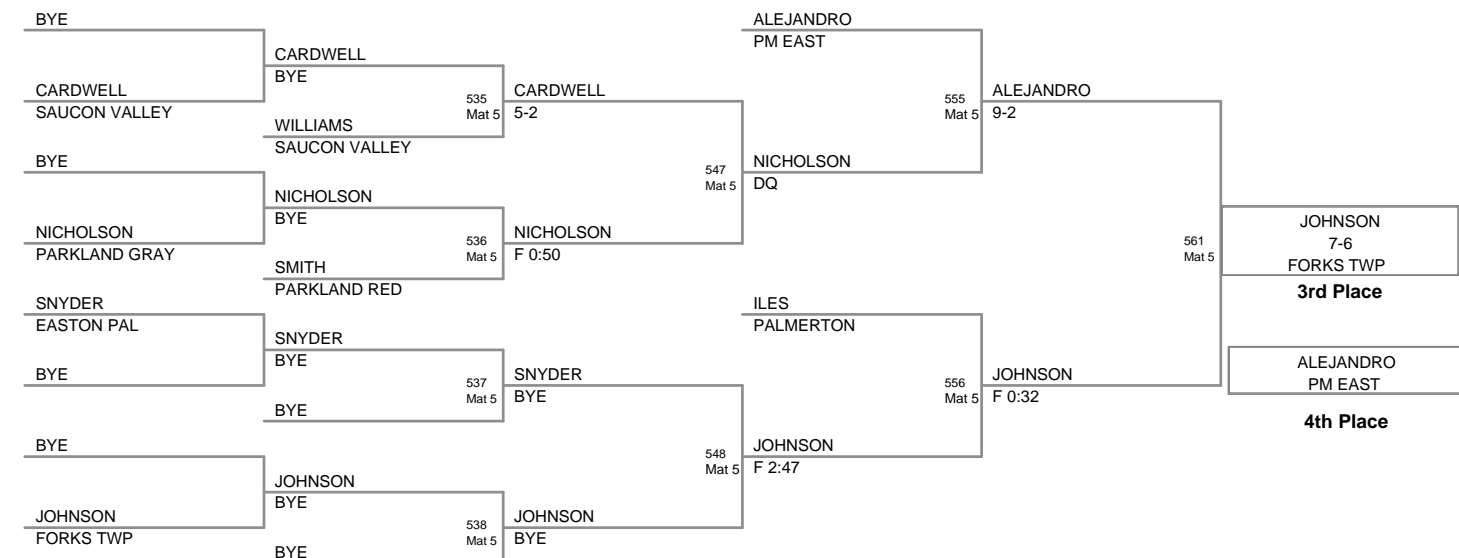 BYE
CARDWELL
SAUCON VALLEY
BYE
NICHOLSON
PARKLAND GRAY
SNYDER
EASTON PAL
BYE
BYE
JOHNSON
FORKS TWP
CARDWELL
BYE
535
Mat 5
WILLIAMS
SAUCON VALLEY
NICHOLSON
BYE
536
Mat 5
SMITH
PARKLAND RED
SNYDER
BYE
537
Mat 5
BYE
JOHNSON
BYE
538
Mat 5
BYE
CARDWELL
5-2
547
Mat 5
NICHOLSON
F 0:50
SNYDER
BYE
548
Mat 5
JOHNSON
BYE
ALEJANDRO
PM EAST
555
Mat 5
NICHOLSON
DQ
ILES
PALMERTON
556
Mat 5
JOHNSON
F 2:47
ALEJANDRO
9-2
561
Mat 5
JOHNSON
F 0:32
JOHNSON
7-6
FORKS TWP
3rd Place
ALEJANDRO
PM EAST
4th Place